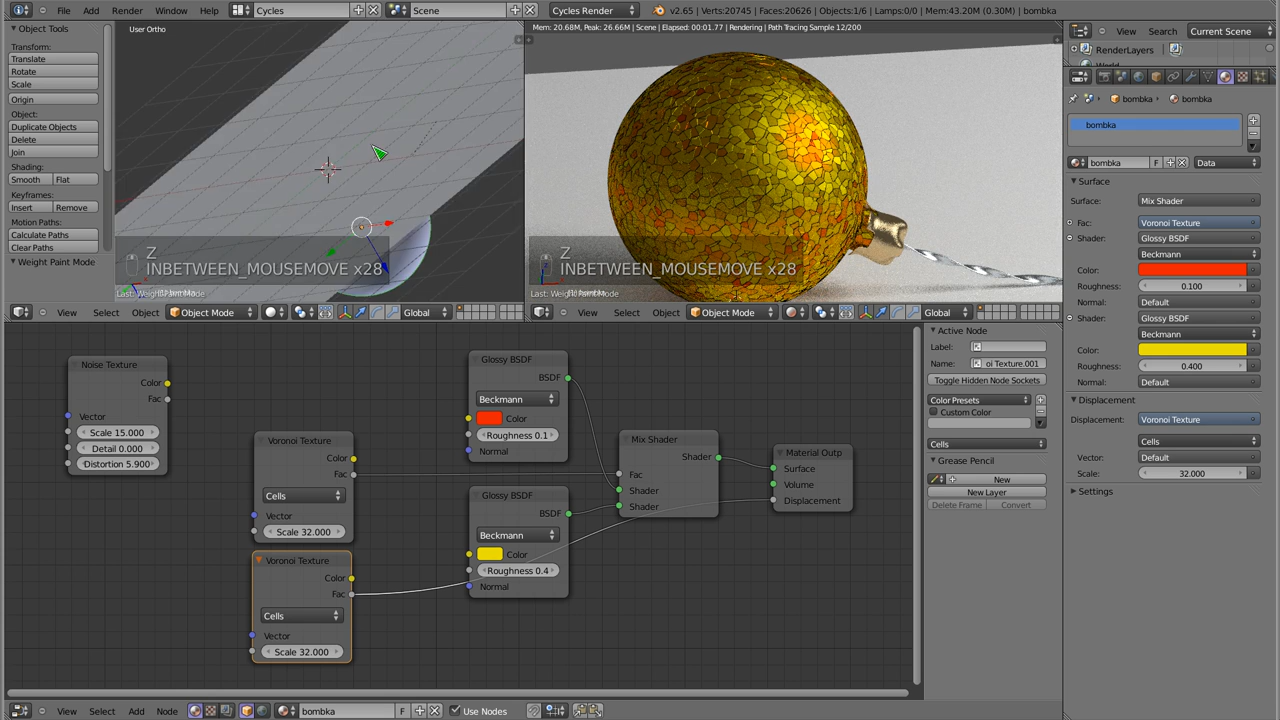 File
Add
Render
Window
Help
Cycles
Scene
Cycles Render
v2.65 | Verts:20745 | Faces:20626 | Objects:1/6 | Lamps:0/0 | Mem:43.20M (0.30M) | bombka
Object Tools
Transform:
Translate
Rotate
Scale
Origin
Object:
Duplicate Objects
Delete
Join
Shading:
Smooth
Flat
Keyframes:
Insert
Remove
Motion Paths:
Calculate Paths
Clear Paths
Weight Paint Mode
User Ortho
Z
INBETWEEN_MOUSEMOVE x28
View
Select
Object
Object Mode
Global
Mem: 20.68M, Peak: 26.66M | Scene | Elapsed: 00:01.77 | Rendering | Path Tracing Sample 12/200
Z
INBETWEEN_MOUSEMOVE x28
View
Select
Object
Object Mode
Global
View
Search
Current Scene
RenderLayers
bombka
bombka
bombka
bombka
F
Data
Surface
Surface:
Mix Shader
Fac:
Voronoi Texture
Shader:
Glossy BSDF
Beckmann
Color:
Roughness:
0.100
Normal:
Default
Shader:
Glossy BSDF
Beckmann
Color:
Roughness:
0.400
Normal:
Default
Displacement
Displacement:
Voronoi Texture
Cells
Vector:
Default
Scale:
32.000
Settings
Noise Texture
Color
Fac
Vector
Scale 15.000
Detail 0.000
Distortion 5.900
Voronoi Texture
Color
Fac
Cells
Vector
Scale 32.000
Voronoi Texture
Color
Fac
Cells
Vector
Scale 32.000
Glossy BSDF
BSDF
Beckmann
Color
Roughness 0.1
Normal
Glossy BSDF
BSDF
Beckmann
Color
Roughness 0.4
Normal
Mix Shader
Shader
Fac
Shader
Shader
Material Outp
Surface
Volume
Displacement
Active Node
Label:
Name:
oi Texture.001
Toggle Hidden Node Sockets
Color Presets
Custom Color
Cells
Grease Pencil
New
New Layer
Delete Frame
Convert
View
Select
Add
Node
bombka
F
Use Nodes